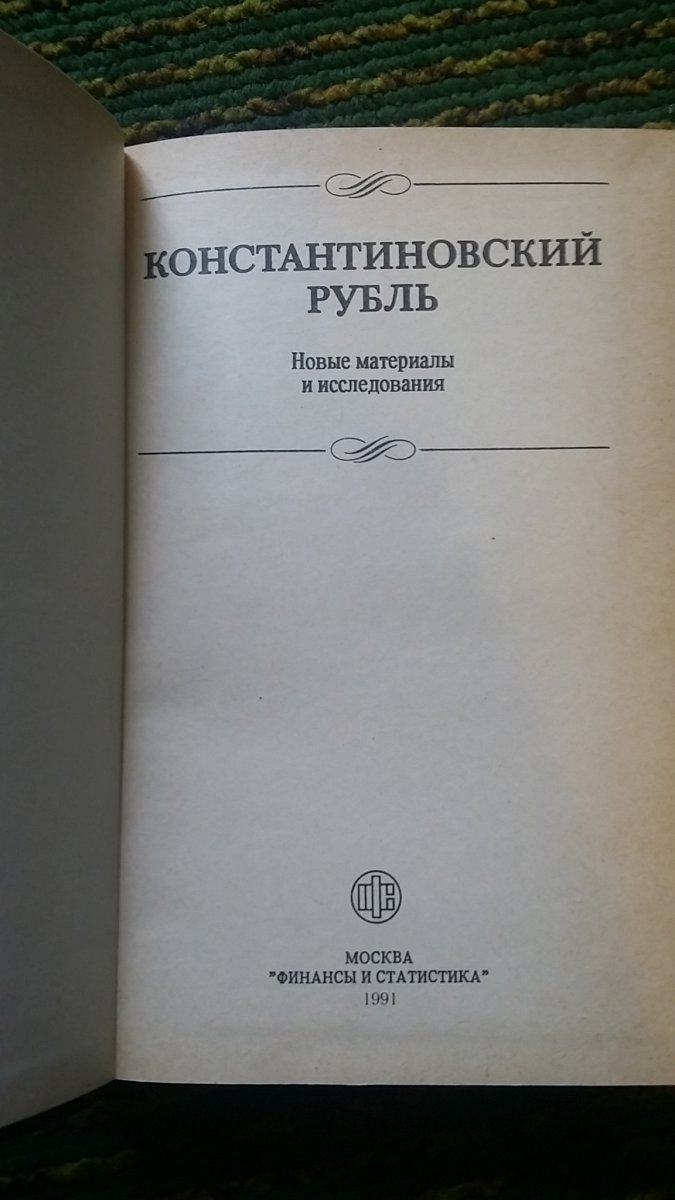 КОНСТАНТИНОВСКИЙ
РУБЛЬ
Новые материалы
и исследования
МОСКВА
"ФИНАНСЫ И СТАТИСТИКА"
1991